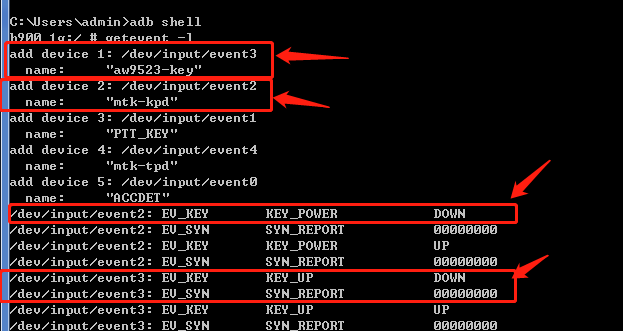 C:\Users\admin>adb shell
h900_1g:/ # getevent -l
add device 1: /dev/input/event3
name: "aw9523-key"
add device 2: /dev/input/event2
name: "mtk-kpd"
add device 3: /dev/input/event1
name: "PTT_KEY"
add device 4: /dev/input/event4
name: "mtk-tpd"
add device 5: /dev/input/event0
name: "ACCDET"
/dev/input/event2: EV_KEY KEY_POWER DOWN
/dev/input/event2: EV_SYN SYN_REPORT 00000000
/dev/input/event2: EV_KEY KEY_POWER UP
/dev/input/event2: EV_SYN SYN_REPORT 00000000
/dev/input/event3: EV_KEY KEY_UP DOWN
/dev/input/event3: EV_SYN SYN_REPORT 00000000
/dev/input/event3: EV_KEY KEY_UP UP
/dev/input/event3: EV_SYN SYN_REPORT 00000000